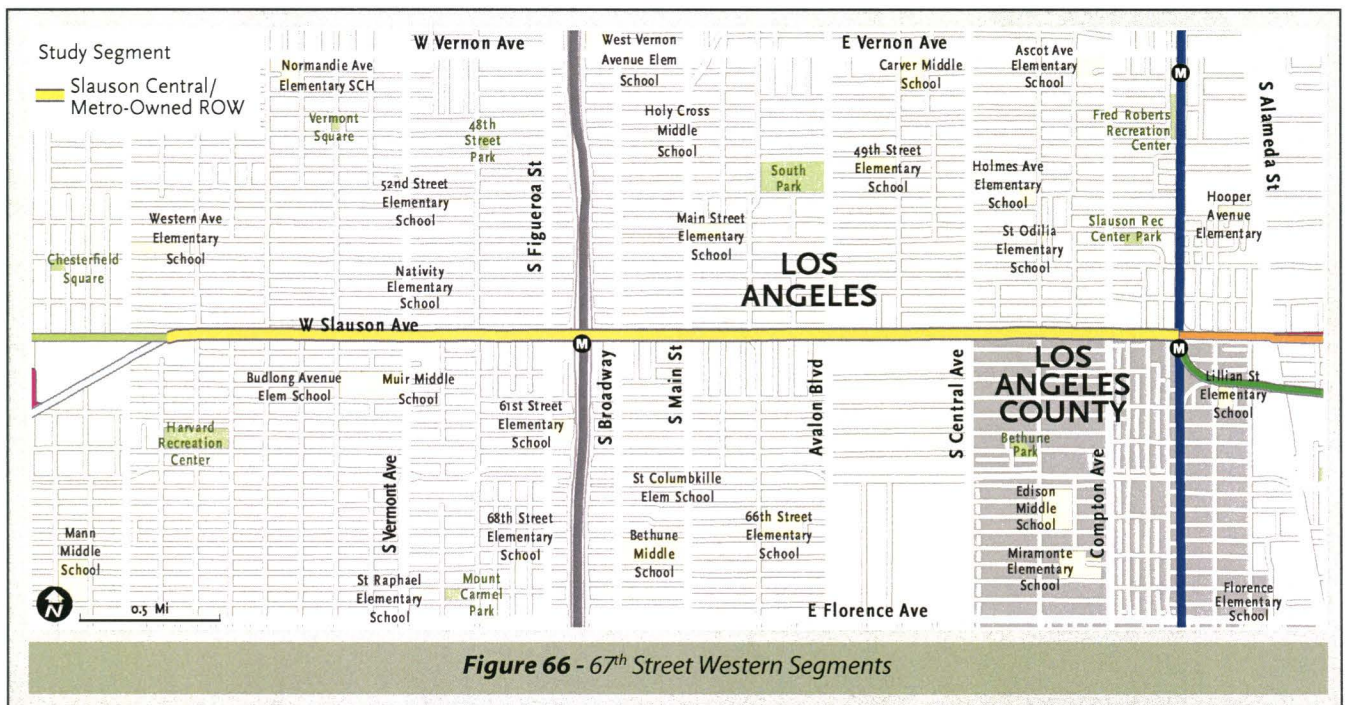 Study Segment
Slauson Central/
Metro-Owned ROW
W Vernon Ave
E Vernon Ave
Normandie Ave
Elementary SCH
West Vernon
Avenue Elem
School
Carver Middle
School
Ascot Ave
Elementary
School
M
S Alameda St
Vermont
Square
48th
Street
Park
Holy Cross
Middle
School
Fred Roberts
Recreation
Center
S Figueroa St
52nd Street
Elementary
School
South
Park
49th Street
Elementary
School
Holmes Ave
Elementary
School
Hooper
Avenue
Elementary
Western Ave
Elementary
School
Main Street
Elementary
School
St Odilia
Elementary
School
Slauson Rec
Center Park
Chesterfield
Square
Nativity
Elementary
School
LOS
ANGELES
W Slauson Ave
M
M
LOS
ANGELES
COUNTY
Budlong Avenue
Elem School
Muir Middle
School
S Broadway
S Main St
Avalon Blvd
S Central Ave
Lillian St
Elementary
School
61st Street
Elementary
School
Harvard
Recreation
Center
Bethune
Park
S Vermont Ave
St Columbkille
Elem School
Compton Ave
Edison
Middle
School
68th Street
Elementary
School
Bethune
Middle
School
66th Street
Elementary
School
Mann
Middle
School
Miramonte
Elementary
School
St Raphael
Elementary
School
Mount
Carmel
Park
E Florence Ave
Florence
Elementary
School
N
0.5 Mi
Figure 66 - 67th Street Western Segments